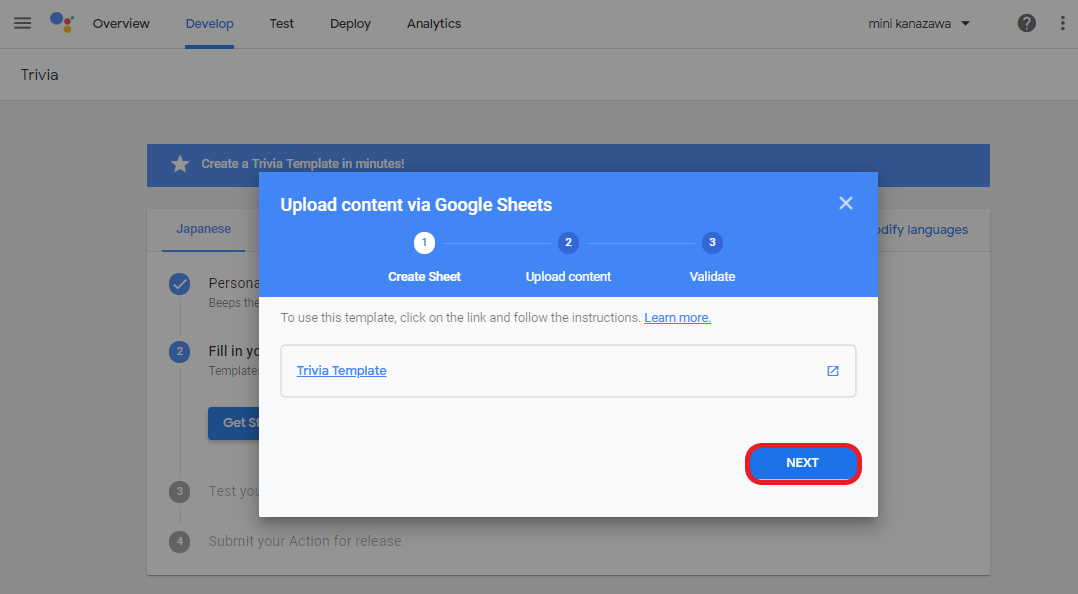 Overview Develop Test Deploy Analytics mini kanazawa ?
Trivia
Create a Trivia Template in minutes!
Upload content via Google Sheets
1 2 3
Create Sheet Upload content Validate
Japanese
dify languages
Persona
Beeps the
To use this template, click on the link and follow the instructions. Learn more.
2 Fill in yo
Template
Trivia Template
Get St
NEXT
3 Test you
4 Submit your Action for release